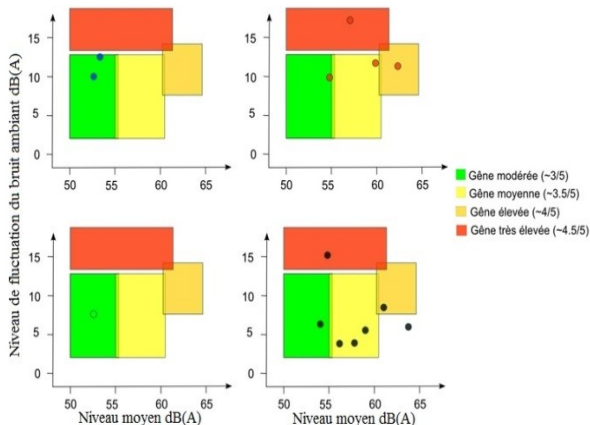 Niveau de fluctuation du bruit ambiant dB(A)
15
10
5
0
50 55 60 65
15
10
5
0
50 55 60 65
Gêne modérée (~3/5)
Gêne moyenne (~3.5/5)
Gêne élevée (~4/5)
Gêne très élevée (~4.5/5)
15
10
5
0
50 55 60 65
Niveau moyen dB(A)
15
10
5
0
50 55 60 65
Niveau moyen dB(A)